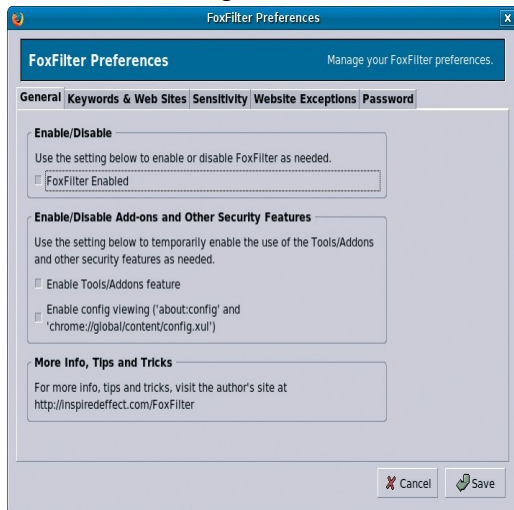 FoxFilter Preferences
FoxFilter Preferences
Manage your FoxFilter preferences.
General Keywords & Web Sites Sensitivity Website Exceptions Password
Enable/Disable
Use the setting below to enable or disable FoxFilter as needed.
FoxFilter Enabled
Enable/Disable Add-ons and Other Security Features
Use the setting below to temporarily enable the use of the Tools/Addons
and other security features as needed.
Enable Tools/Addons feature
Enable config viewing ('about:config' and
'chrome://global/content/config.xul')
More Info, Tips and Tricks
For more info, tips and tricks, visit the author's site at
http://inspiredeffect.com/FoxFilter
Cancel
Save